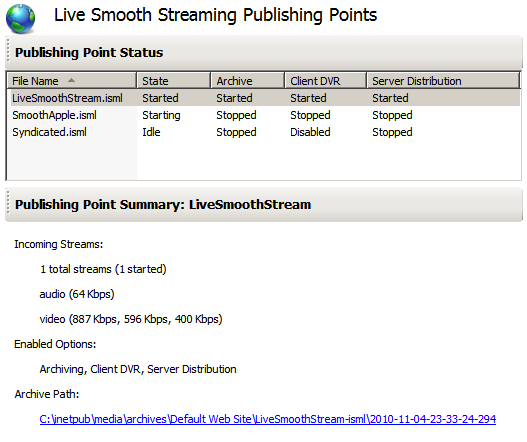 Live Smooth Streaming Publishing Points
Publishing Point Status
File Name State Archive Client DVR Server Distribution
LiveSmoothStream.isml Started Started Started Started
SmoothApple.isml Starting Stopped Stopped Stopped
Syndicated.isml Idle Stopped Disabled Stopped
Publishing Point Summary: LiveSmoothStream
Incoming Streams:
1 total streams (1 started)
audio (64 Kbps)
video (887 Kbps, 596 Kbps, 400 Kbps)
Enabled Options:
Archiving, Client DVR, Server Distribution
Archive Path:
C:\inetpub\media\archives\Default Web Site\LiveSmoothStream-isml\2010-11-04-23-33-24-294